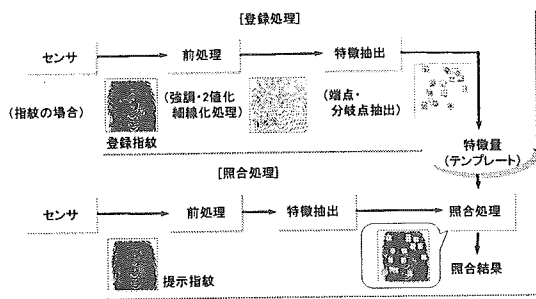 [登録処理]
センサ
前処理
特徴抽出
(指紋の場合)
(強調・2値化
細線化処理)
(端点・
分岐点抽出)
登録指紋
特徴量
(テンプレート)
[照合処理]
センサ
前処理
特徴抽出
照合処理
提示指紋
照合結果